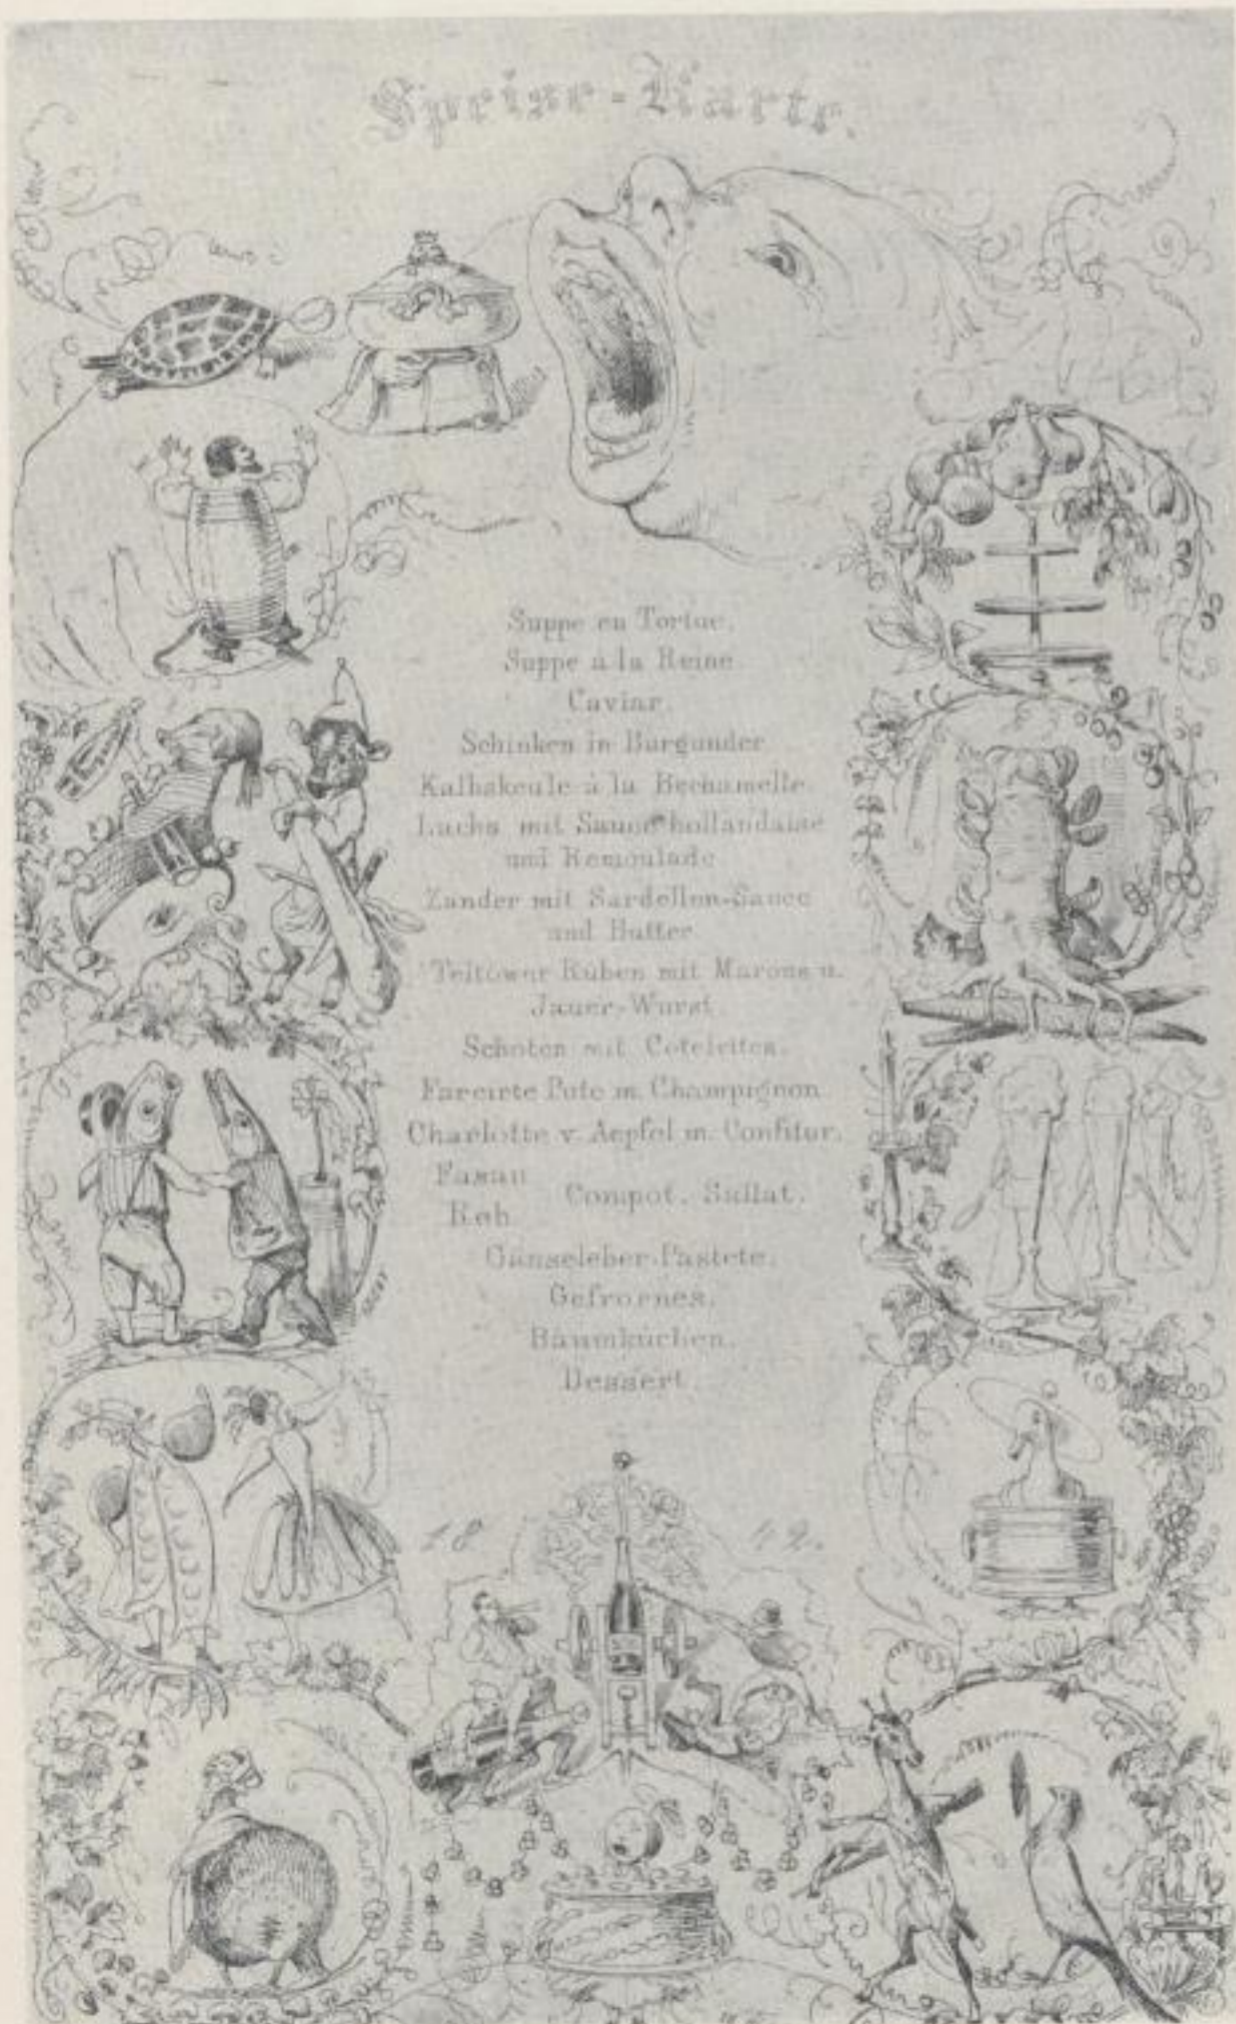 Speise-Karte.
Suppe en Tortue.
Suppe à la Reine
Caviar.
Schinken in Burgunder
Kalbskeule à la Bechamelle.
Lachs mit Sauce hollandaise
und Remoulade
Zander mit Sardellen-Sauce
und Butter
Teltower Rüben mit Marons u.
Jauer-Wurst
Schoten mit Coteletten.
Farcirte Pute m. Champignon
Charlotte v. Aepfel m. Confitur.
Fasan
Compot. Sallat.
Reh
Gänseleber-Pastete.
Gefrornes.
Baumkuchen.
Dessert
18